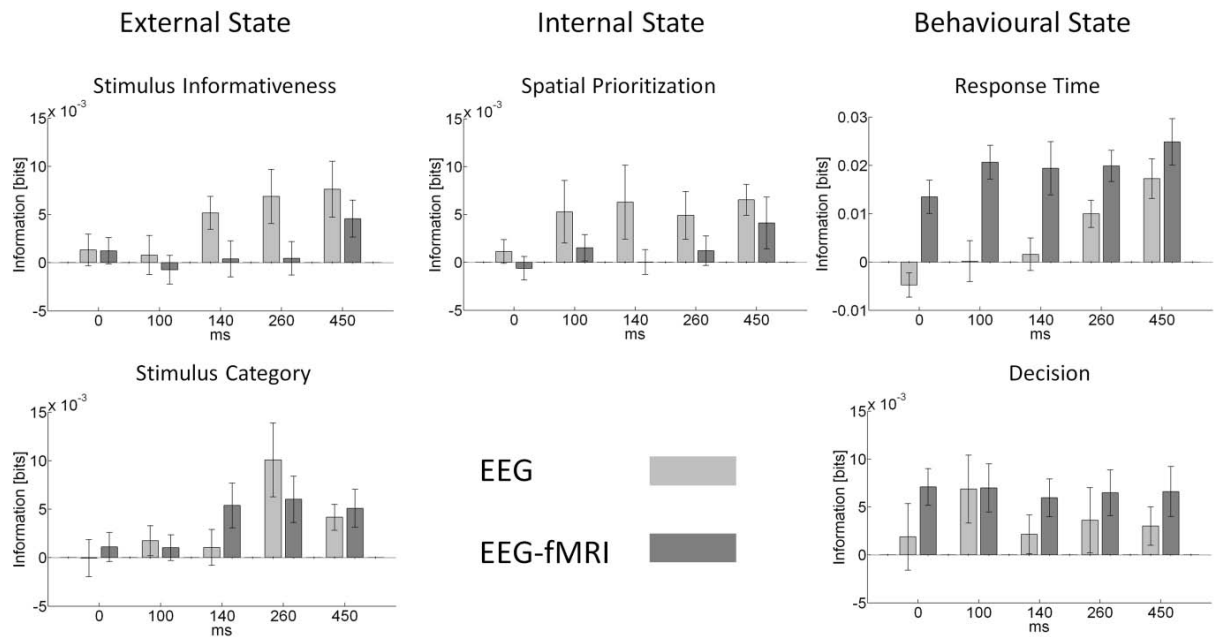 External State
Internal State
Behavioural State
Stimulus Informativeness
15 x 10⁻³
10
5
0
-5
Information [bits]
0 100 140 260 450
ms
Spatial Prioritization
15 x 10⁻³
10
5
0
-5
Information [bits]
0 100 140 260 450
ms
Response Time
0.03
0.02
0.01
0
-0.01
Information [bits]
0 100 140 260 450
ms
Stimulus Category
15 x 10⁻³
10
5
0
-5
Information [bits]
0 100 140 260 450
ms
EEG
EEG-fMRI
Decision
15 x 10⁻³
10
5
0
-5
Information [bits]
0 100 140 260 450
ms